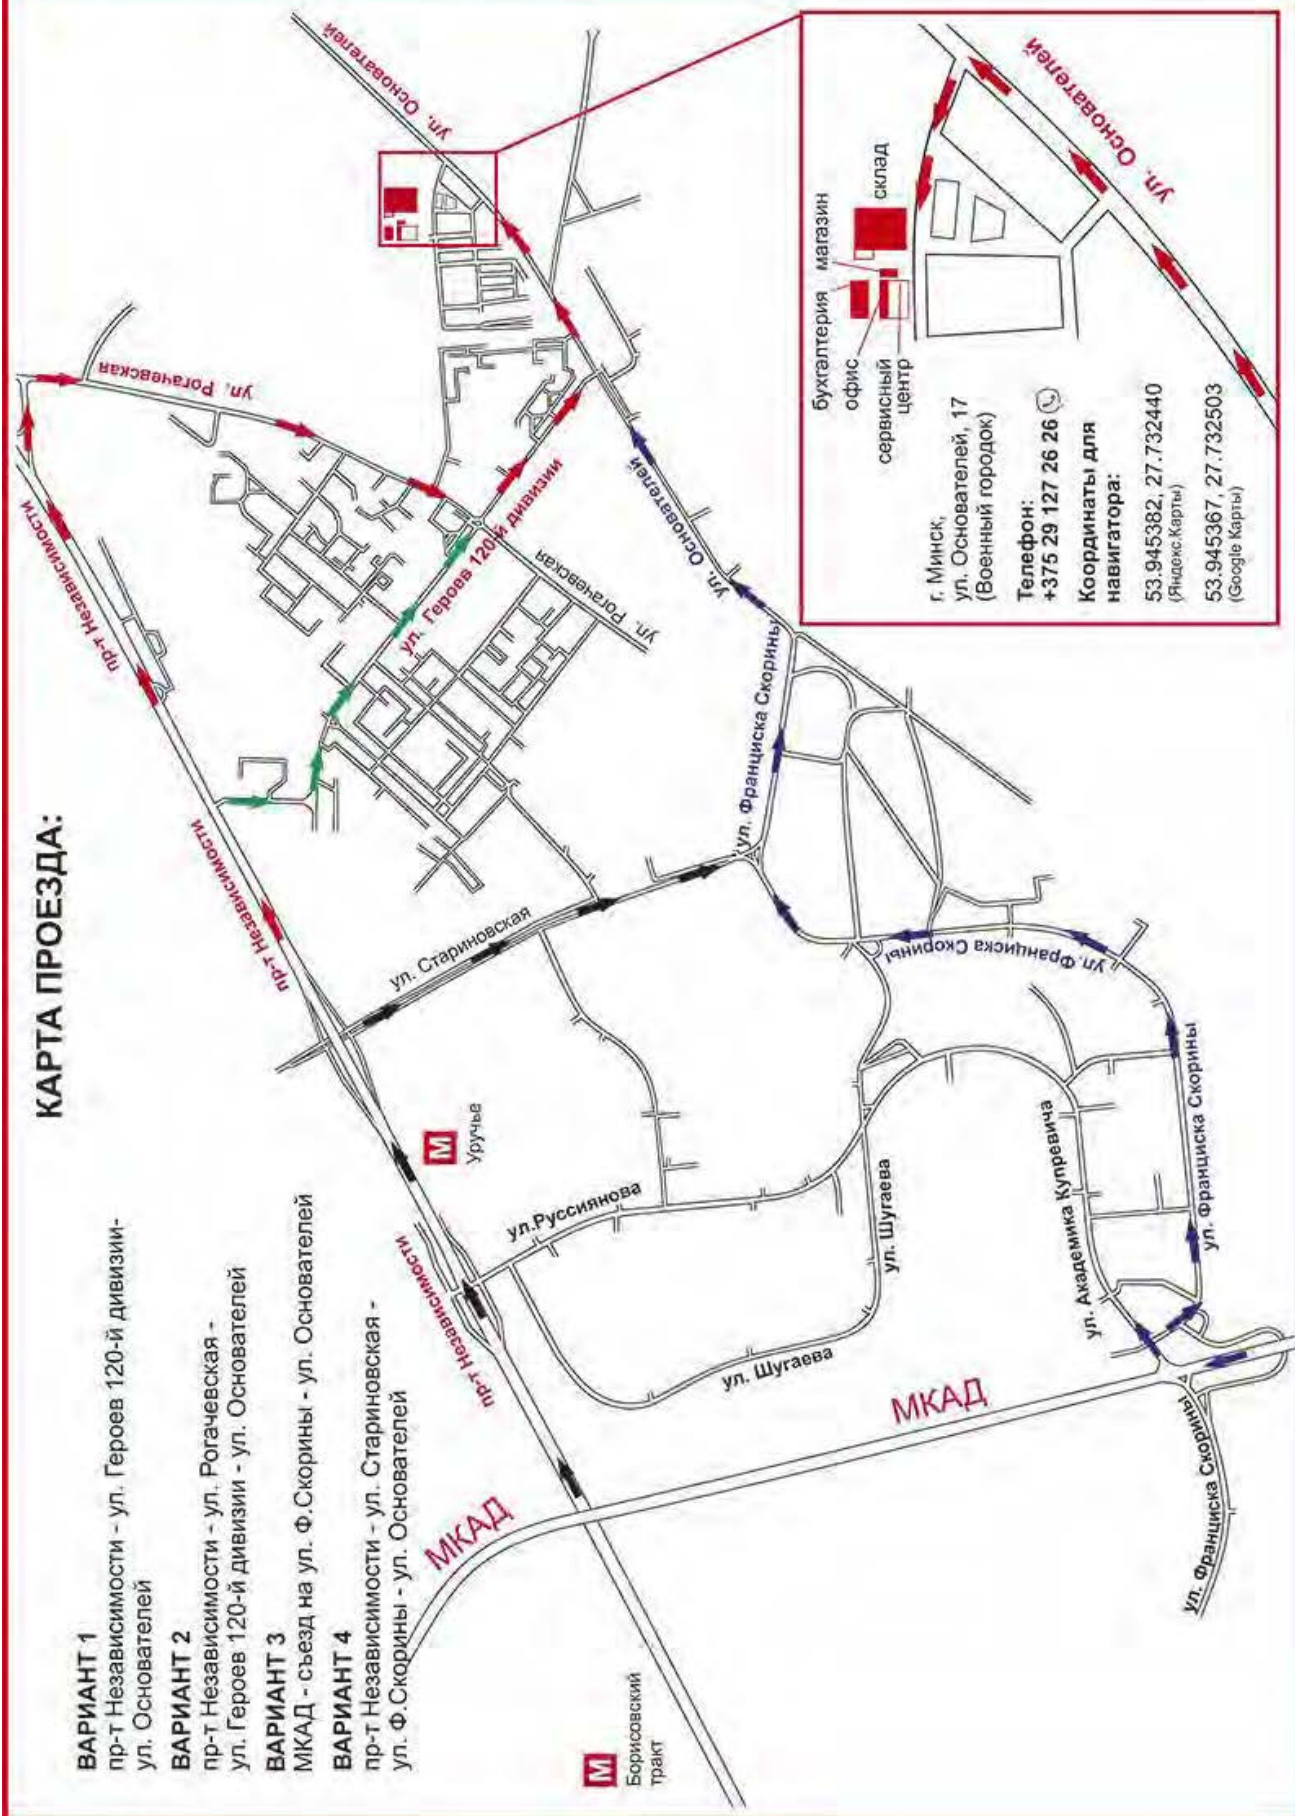 КАРТА ПРОЕЗДА:
ВАРИАНТ 1
пр-т Независимости - ул. Героев 120-й дивизии-
ул. Основателей
ВАРИАНТ 2
пр-т Независимости - ул. Рогачевская -
ул. Героев 120-й дивизии - ул. Основателей
ВАРИАНТ 3
МКАД - съезд на ул. Ф.Скорины - ул. Основателей
ВАРИАНТ 4
пр-т Независимости - ул. Стариновская -
ул. Ф.Скорины - ул. Основателей
М
Борисовский
тракт
МКАД
МКАД
пр-т Независимости
М
Уручье
пр-т Независимости
пр-т Независимости
ул. Рогачевская
ул. Основателей
ул. Героев 120-й дивизии
ул. Рогачевская
ул. Стариновская
ул.Руссиянова
ул. Шугаева
ул. Шугаева
ул. Академика Купревича
ул. Франциска Скорины
ул. Франциска Скорины
ул. Франциска
Скорины
ул. Франциска Скорины
ул. Основателей
бухгалтерия
магазин
офис
склад
сервисный
центр
ул. Основателей
г. Минск,
ул. Основателей, 17
(Военный городок)
Телефон:
+375 29 127 26 26
Координаты для
навигатора:
53.945382, 27.732440
(Яндекс.Карты)
53.945367, 27.732503
(Google Карты)